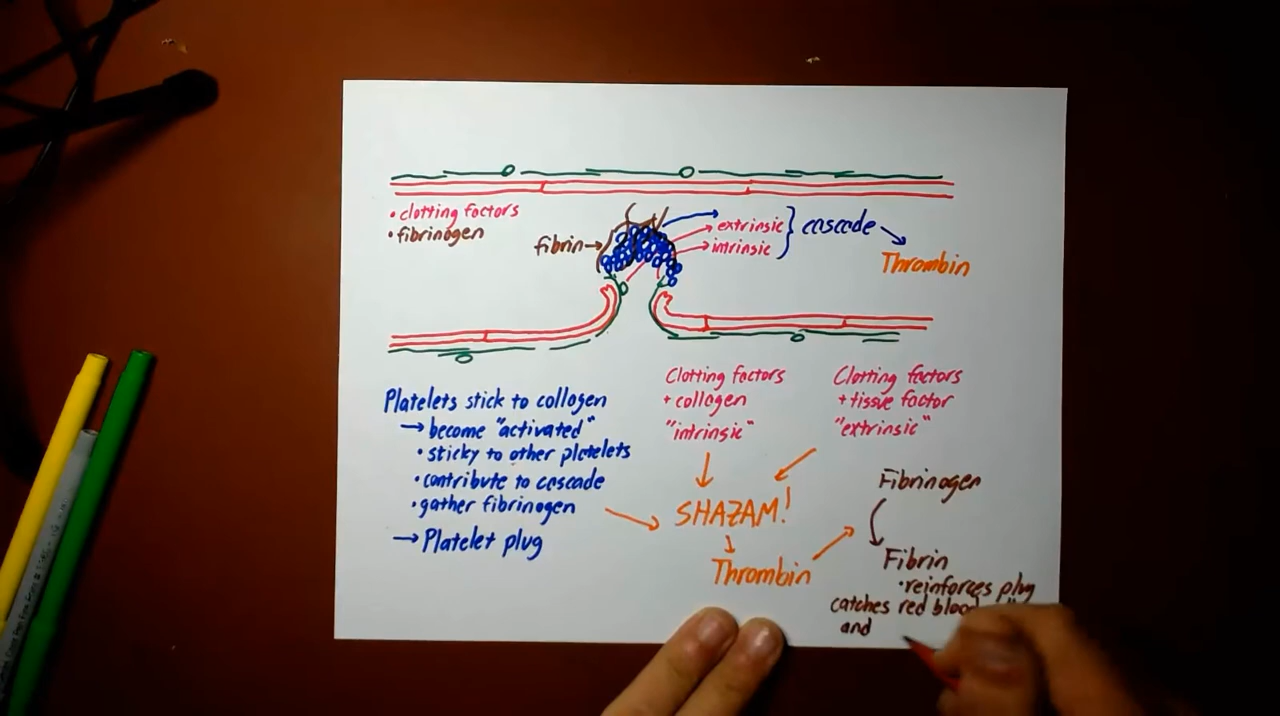 • clotting factors
• fibrinogen
fibrin→
extrinsic
intrinsic
} cascade
Thrombin
Platelets stick to collagen
→ become "activated"
• sticky to other platelets
• contribute to cascade
• gather fibrinogen
→ Platelet plug
Clotting factors
+ collagen
"intrinsic"
Clotting factors
+ tissue factor
"extrinsic"
SHAZAM!
Thrombin
Fibrinogen
Fibrin
• reinforces plug
catches red blood
and